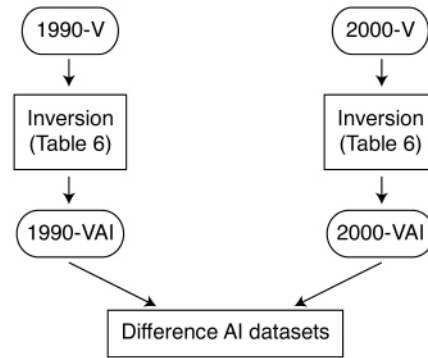 1990-V
2000-V
Inversion
(Table 6)
Inversion
(Table 6)
1990-VAI
2000-VAI
Difference AI datasets